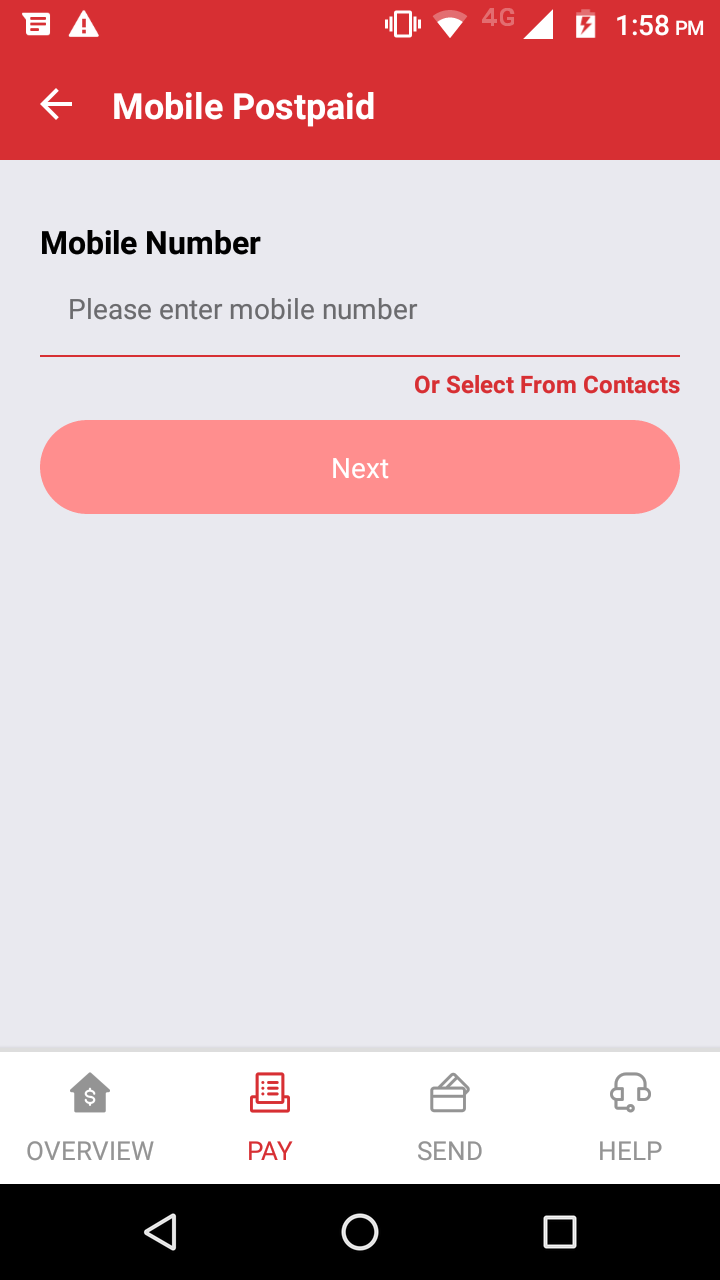 4G 1:58 PM
Mobile Postpaid
Mobile Number
Please enter mobile number
Or Select From Contacts
Next
OVERVIEW PAY SEND HELP